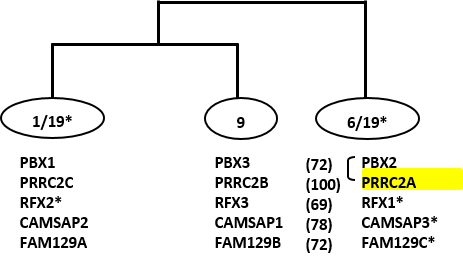 1/19* 9 6/19*
PBX1 PBX3 (72) PBX2
PRRC2C PRRC2B (100) PRRC2A
RFX2* RFX3 (69) RFX1*
CAMSAP2 CAMSAP1 (78) CAMSAP3*
FAM129A FAM129B (72) FAM129C*